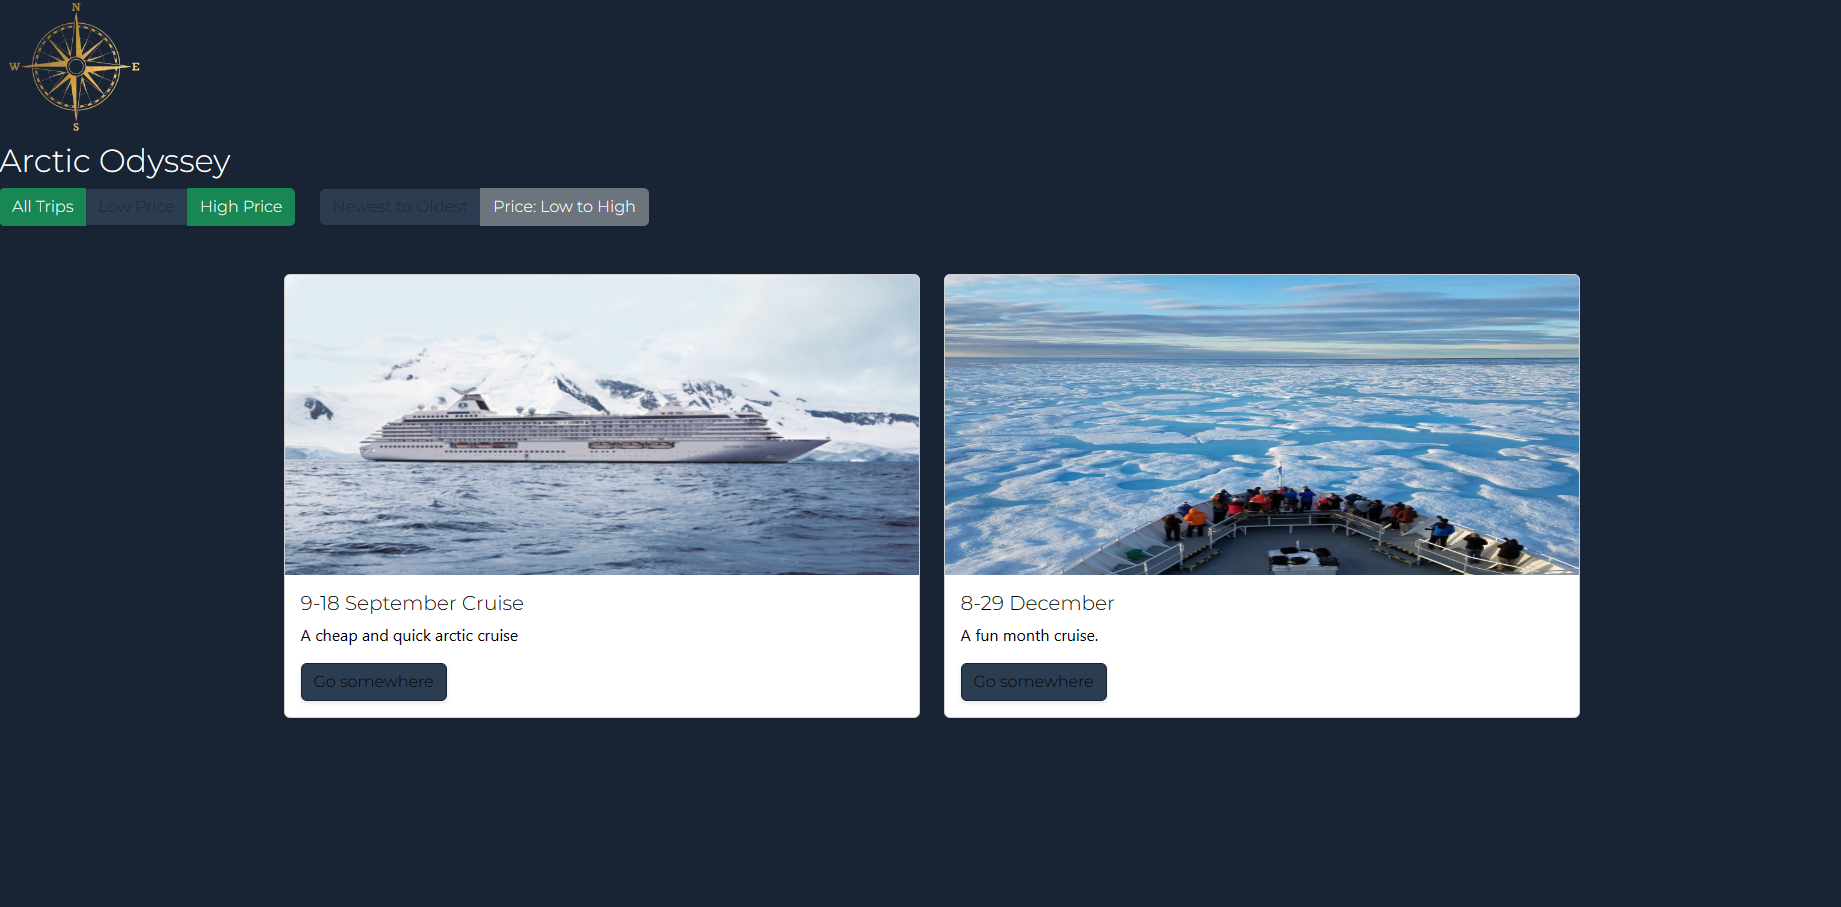 N
W E
S
Arctic Odyssey
All Trips Low Price High Price Newest to Oldest Price: Low to High
9-18 September Cruise
A cheap and quick arctic cruise
Go somewhere
8-29 December
A fun month cruise.
Go somewhere